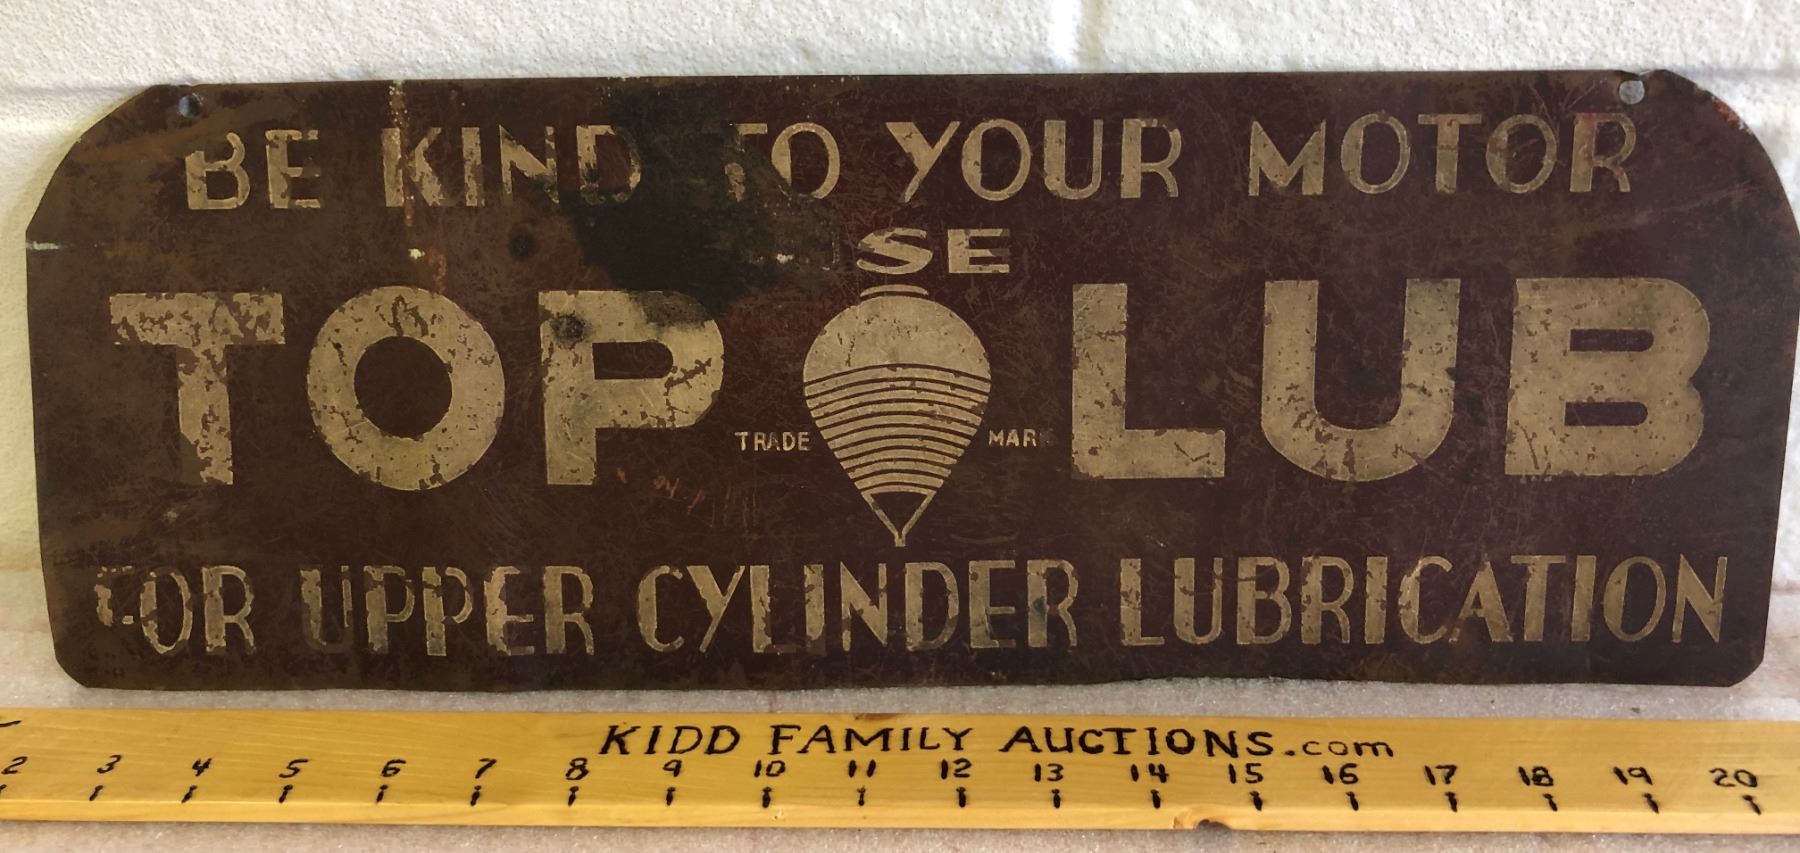 BE KIND TO YOUR MOTOR
SE
TOP LUB
TRADE MARK
FOR UPPER CYLINDER LUBRICATION
KIDD FAMILY AUCTIONS.com
2 3 4 5 6 7 8 9 10 11 12 13 14 15 16 17 18 19 20